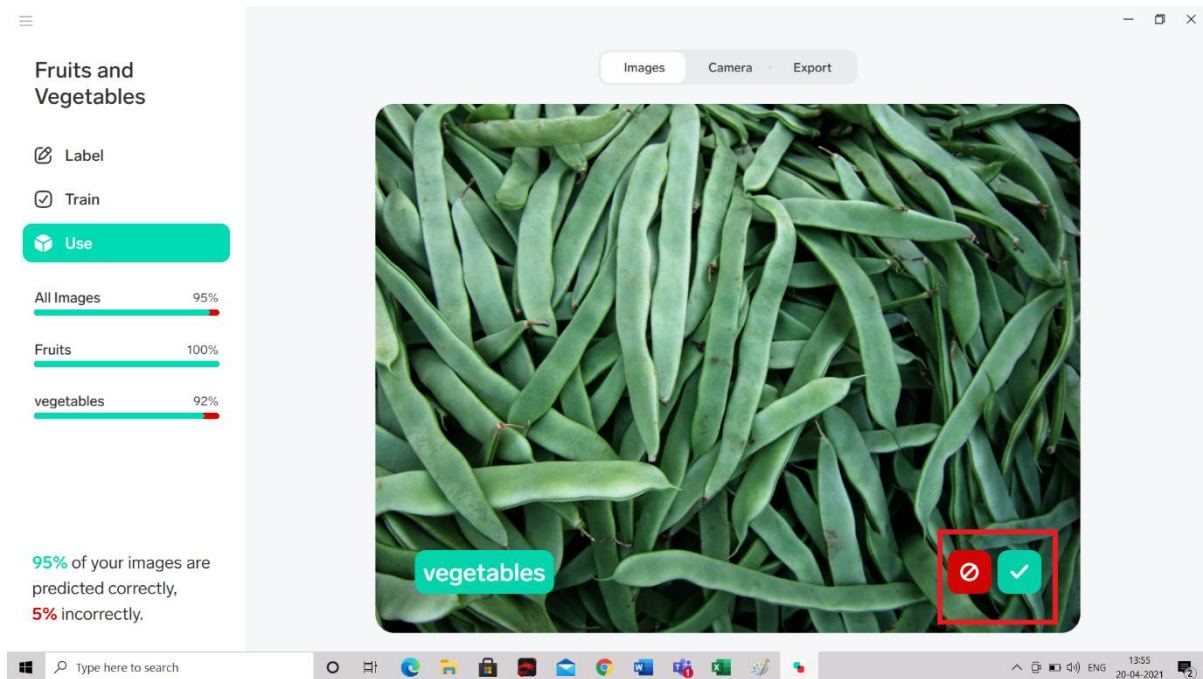 Fruits and
Vegetables
Label
Train
Use
All Images 95%
Fruits 100%
vegetables 92%
95% of your images are
predicted correctly,
5% incorrectly.
Images Camera Export
vegetables
Type here to search
ENG
13:55
20-04-2021
2